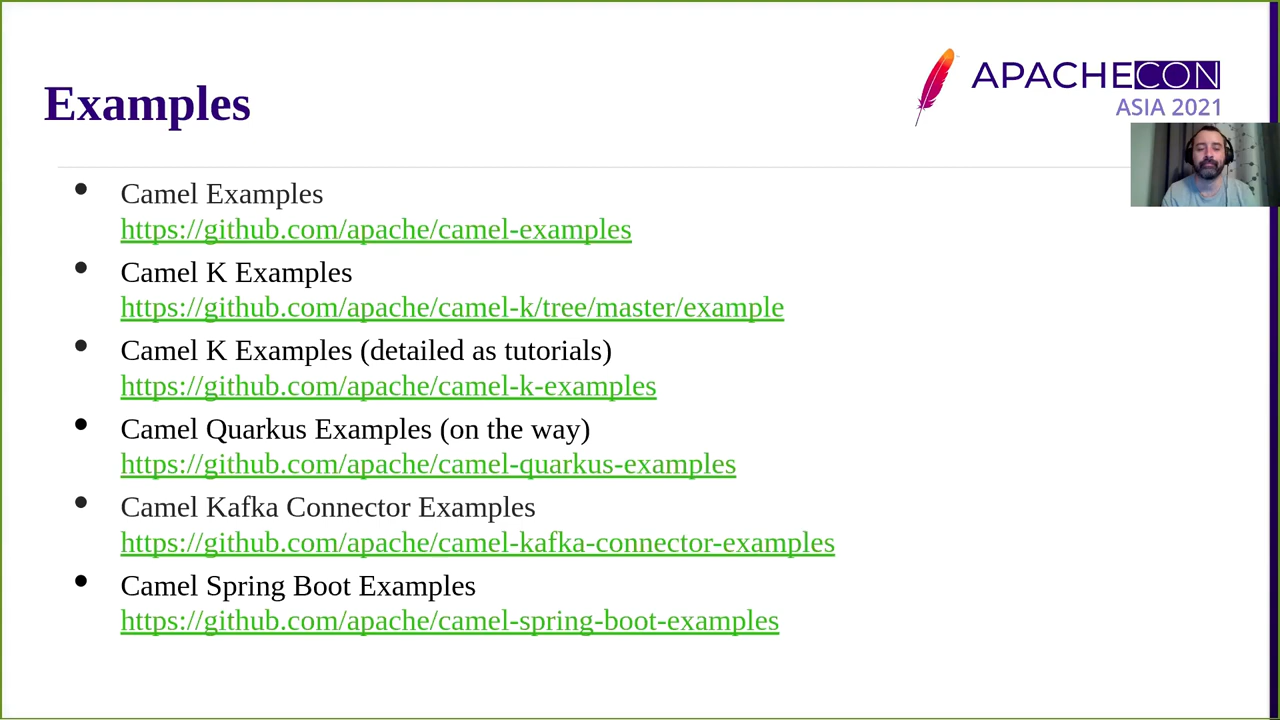 Examples
APACHECON
ASIA 2021
Camel Examples
https://github.com/apache/camel-examples
Camel K Examples
https://github.com/apache/camel-k/tree/master/example
Camel K Examples (detailed as tutorials)
https://github.com/apache/camel-k-examples
Camel Quarkus Examples (on the way)
https://github.com/apache/camel-quarkus-examples
Camel Kafka Connector Examples
https://github.com/apache/camel-kafka-connector-examples
Camel Spring Boot Examples
https://github.com/apache/camel-spring-boot-examples